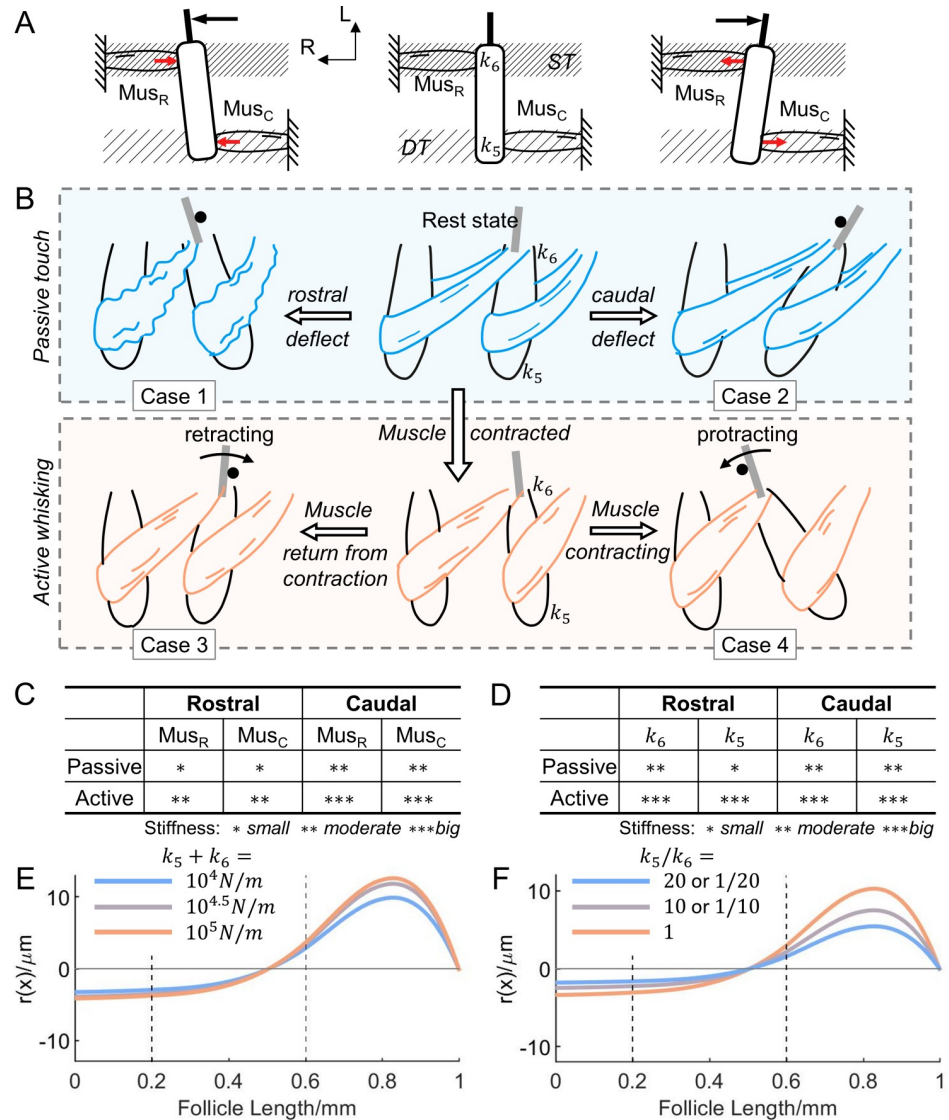 A
L
R
Mus_R
Mus_C
k_6
ST
Mus_R
Mus_C
DT
k_5
Mus_R
Mus_C
B
Passive touch
Rest state
k_6
rostral
deflect
caudal
deflect
k_5
Case 1
Case 2
Active whisking
retracting
Muscle contracted
protracting
k_6
Muscle
return from
contraction
Muscle
contracting
k_5
Case 3
Case 4
C
Rostral Caudal
Mus_R Mus_C Mus_R Mus_C
Passive * * ** **
Active ** ** *** ***
Stiffness: * small ** moderate ***big
D
Rostral Caudal
k_6 k_5 k_6 k_5
Passive ** * ** **
Active *** *** *** ***
Stiffness: * small ** moderate ***big
E
k_5 + k_6 =
10^4 N/m
10^4.5 N/m
10^5 N/m
r(x)/μm
10
0
-10
0 0.2 0.4 0.6 0.8 1
Follicle Length/mm
F
k_5/k_6 =
20 or 1/20
10 or 1/10
1
r(x)/μm
10
0
-10
0 0.2 0.4 0.6 0.8 1
Follicle Length/mm